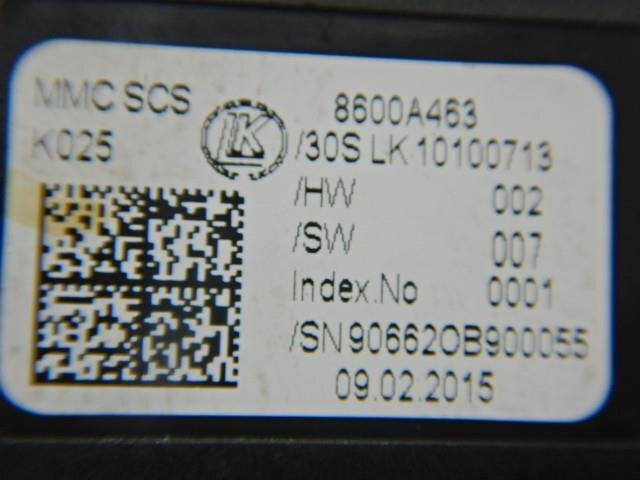 MMC SCS
K025
LK
8600A463
/30S LK 10100713
/HW 002
/SW 007
Index.No 0001
/SN 90662OB900055
09.02.2015